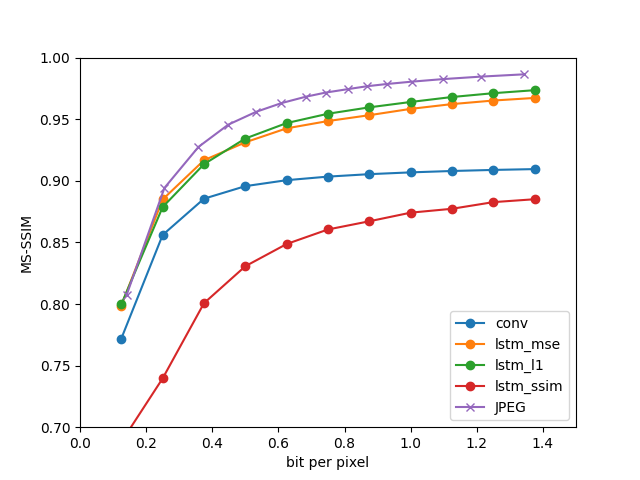 1.00
0.95
0.90
0.85
0.80
0.75
0.70
MS-SSIM
0.0 0.2 0.4 0.6 0.8 1.0 1.2 1.4
bit per pixel
conv
lstm_mse
lstm_l1
lstm_ssim
JPEG